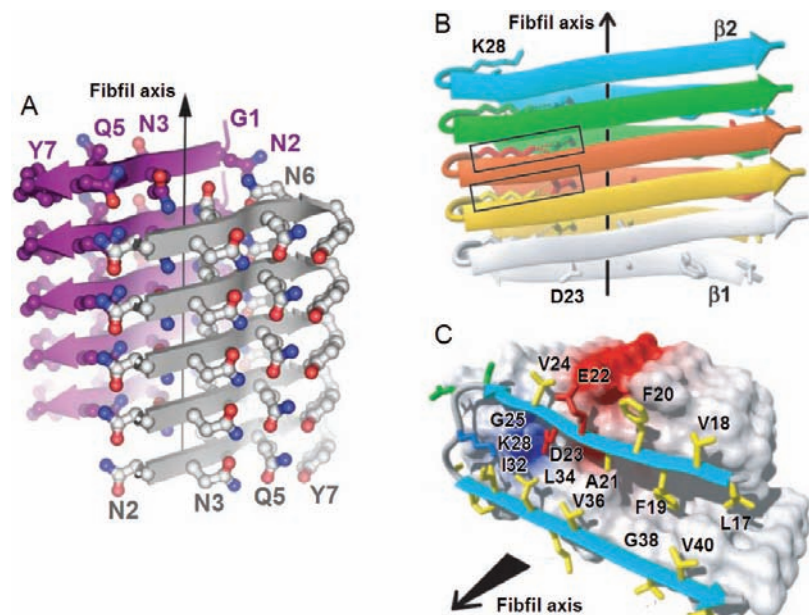 A
Fibfil axis
Y7
Q5
N3
G1
N2
N6
N2
N3
Q5
Y7
B
Fibfil axis
K28
β2
D23
β1
C
V24
E22
F20
V18
G25
K28
I32
D23
L34
A21
V36
F19
L17
G38
V40
Fibfil axis